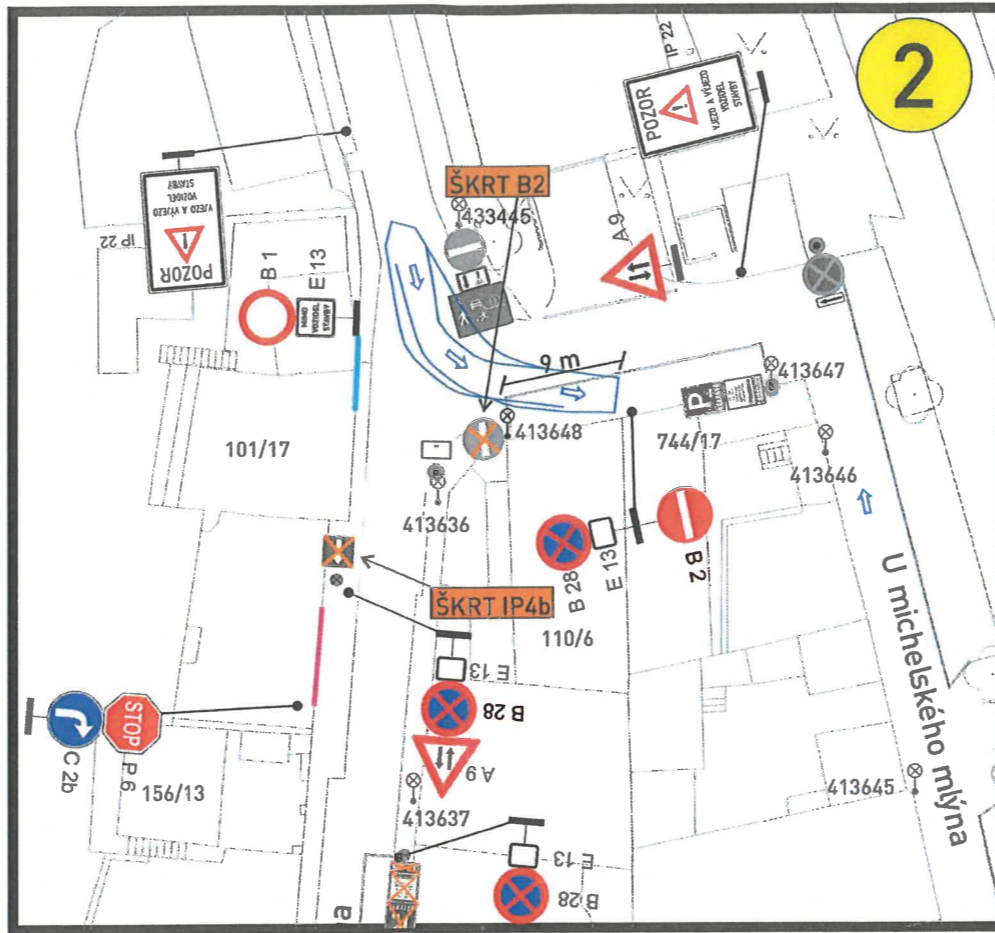 2
IP 22
POZOR
VJEZD A VÝJEZD
VOZIDEL
STAVBY
ŠKRT B2
433445
A 9
POZOR
VJEZD A VÝJEZD
VOZIDEL
STAVBY
IP 22
B 1
E 13
MIMO
VOZIDEL
STAVBY
9 m
413647
P
744/17
413648
413646
101/17
413636
B 28
E 13
B 2
110/6
U michelského mlýna
ŠKRT IP4b
E 13
B 28
A 9
STOP
C 2b
P 6
156/13
413637
413645
E 13
B 28
a